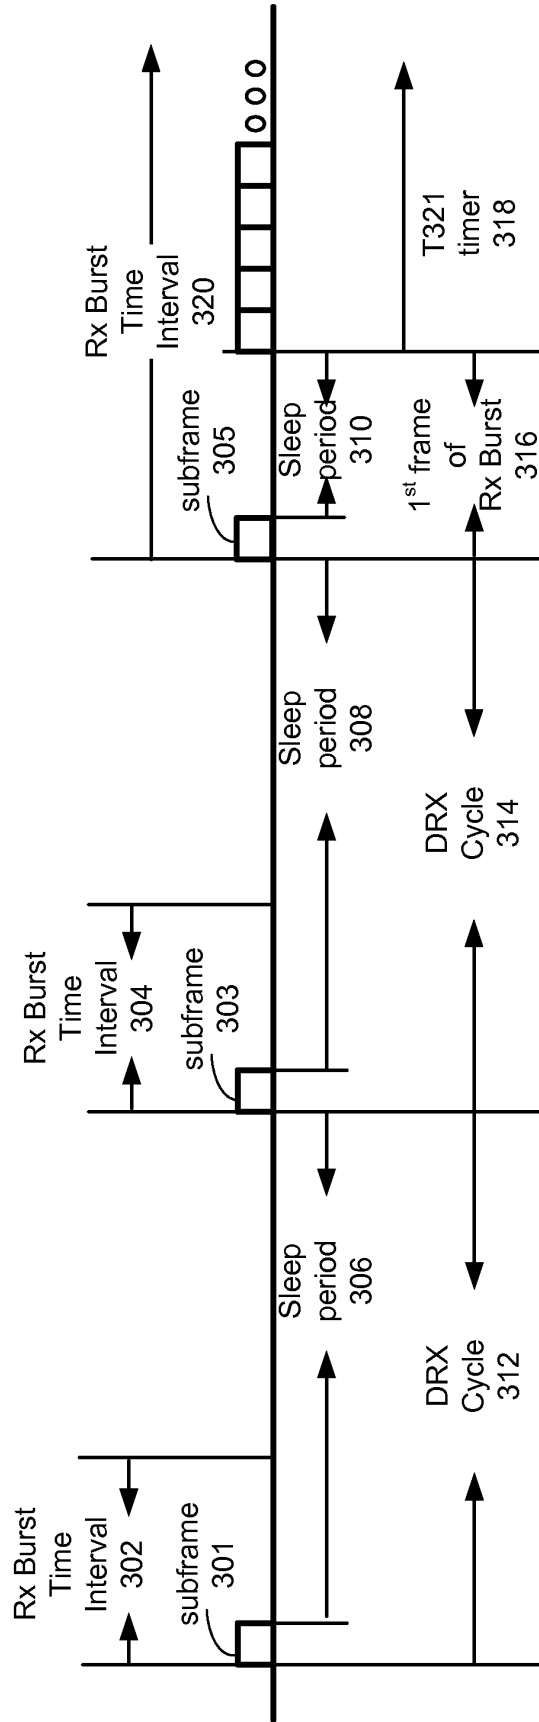 Rx Burst
Time
Interval
302
subframe
301
Rx Burst
Time
Interval
304
subframe
303
Rx Burst
Time
Interval
320
subframe
305
Sleep
period
306
Sleep
period
308
Sleep
period
310
DRX
Cycle
312
DRX
Cycle
314
1st frame
of
Rx Burst
316
T321
timer
318